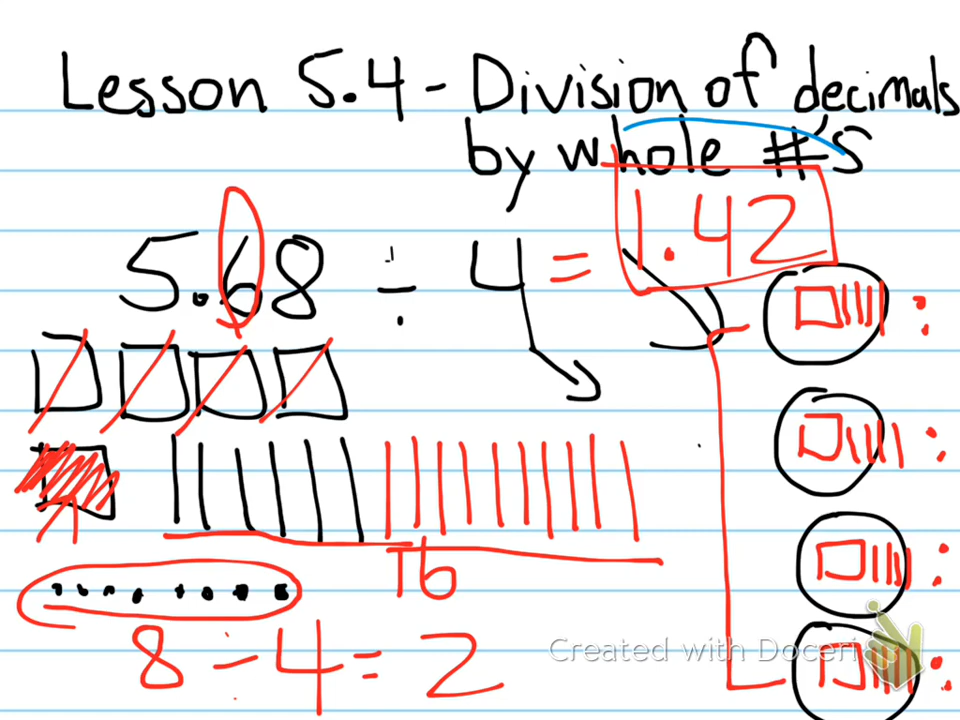 Lesson 5.4 - Division of decimals
by whole #'s
5.68 ÷ 4 = 1.42
16
8 ÷ 4 = 2
Created with Doceri